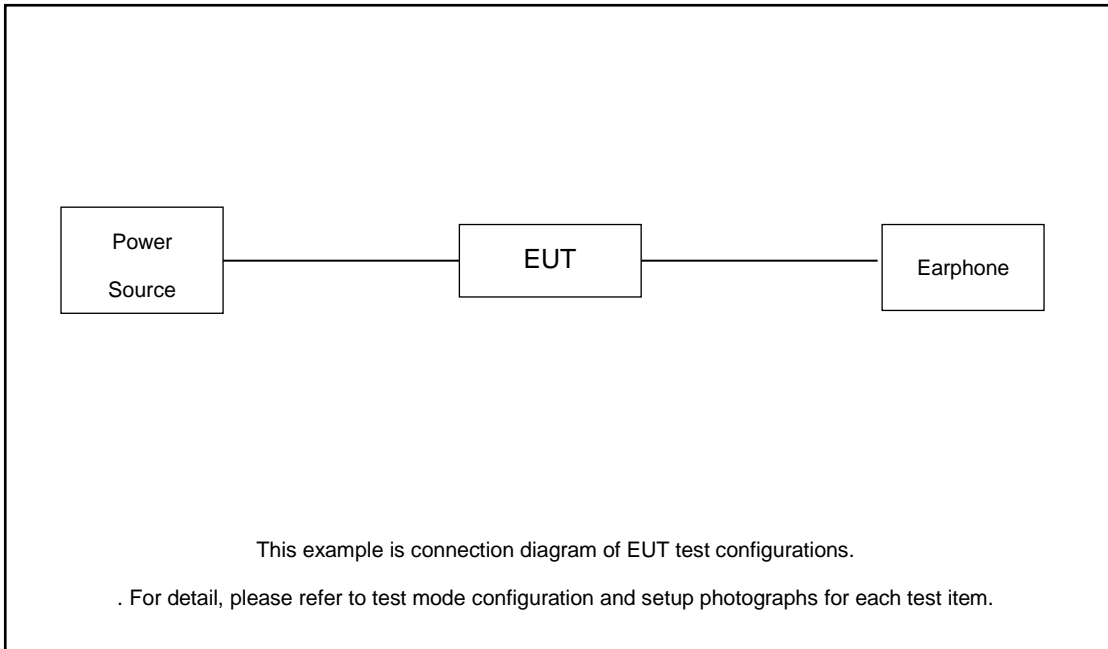 Power
Source
EUT
Earphone
This example is connection diagram of EUT test configurations.
. For detail, please refer to test mode configuration and setup photographs for each test item.